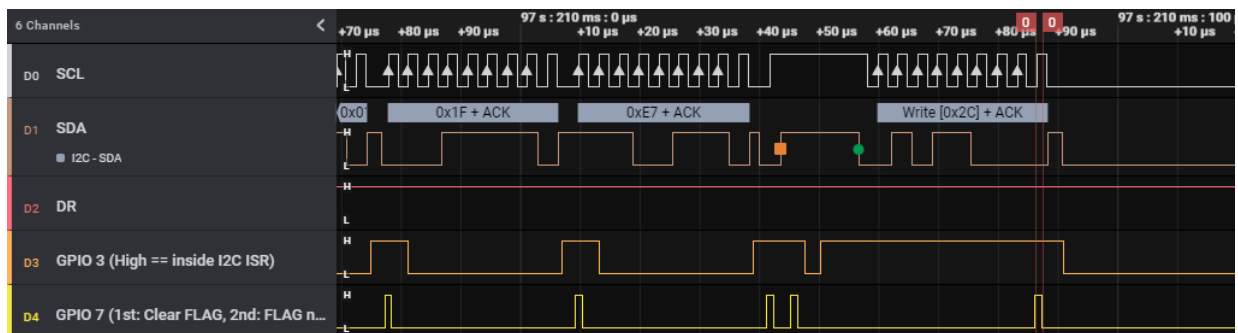 6 Channels
97 s : 210 ms : 0 µs
0 0
97 s : 210 ms : 100
+70 µs +80 µs +90 µs +10 µs +20 µs +30 µs +40 µs +50 µs +60 µs +70 µs +80 µs +90 µs +10 µs
D0 SCL
H
L
0x0 0x1F + ACK 0xE7 + ACK Write [0x2C] + ACK
D1 SDA
H
I2C - SDA
L
H
D2 DR
L
H
D3 GPIO 3 (High == inside I2C ISR)
L
H
D4 GPIO 7 (1st: Clear FLAG, 2nd: FLAG n...
L